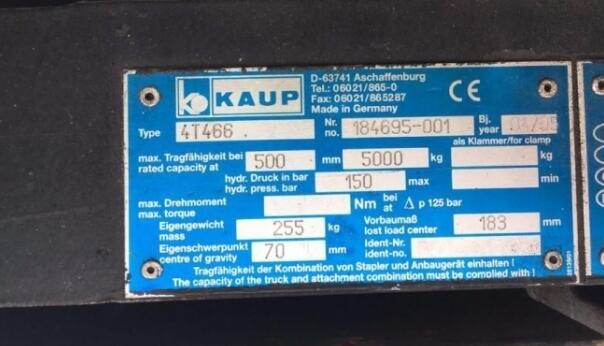 KAUP
D-63741 Aschaffenburg
Tel.: 06021/865-0
Fax: 06021/865287
Made in Germany
CE
Type 4T466 . Nr. no. 184695-001 Bj. year
als Klammer/for clamp
max. Tragfähigkeit bei rated capacity at 500 mm 5000 kg kg
hydr. Druck in bar hydr. press. bar 150 max min
max. Drehmoment max. torque Nm bei at Δ p 125 bar
Eigengewicht mass 255 kg Vorbaumaß lost load center 183 mm
Eigenschwerpunkt centre of gravity 70 mm Ident-Nr. ident-no.
Tragfähigkeit der Kombination von Stapler und Anbaugerät einhalten !
The capacity of the truck and attachment combination must be complied with !